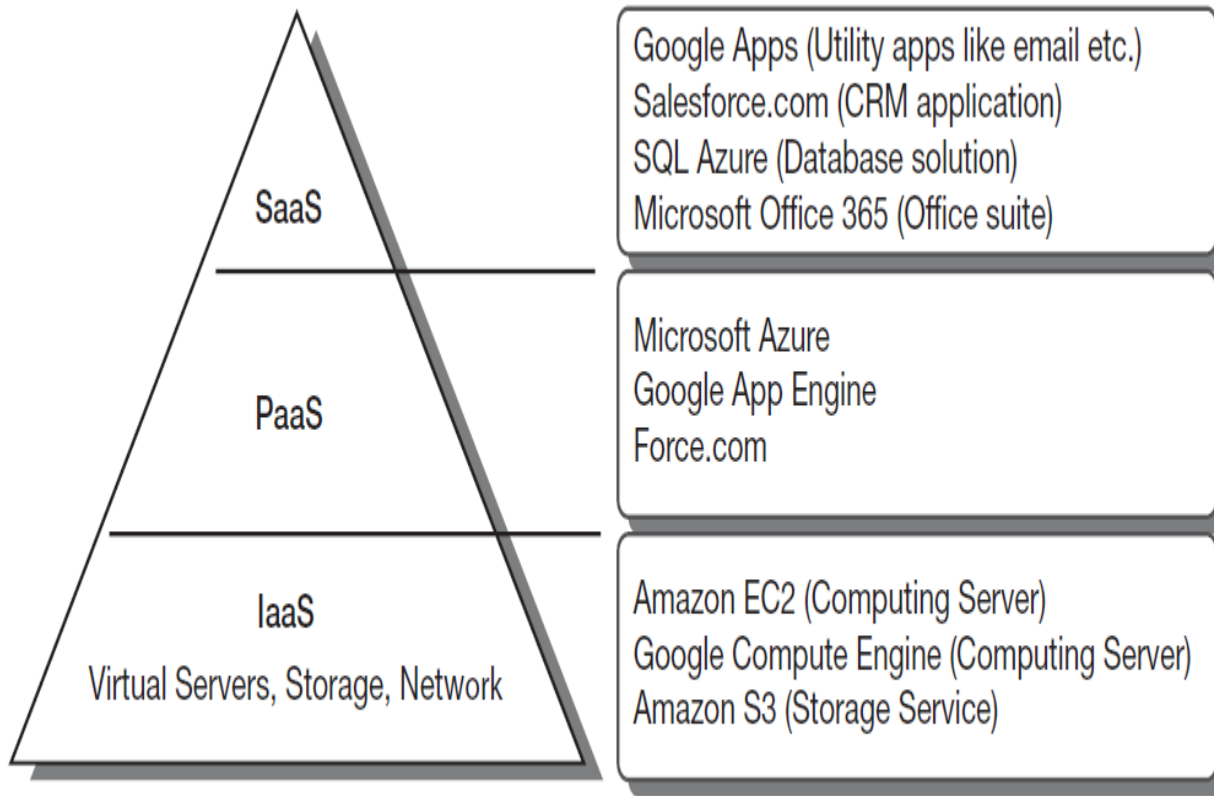 SaaS
Google Apps (Utility apps like email etc.)
Salesforce.com (CRM application)
SQL Azure (Database solution)
Microsoft Office 365 (Office suite)
PaaS
Microsoft Azure
Google App Engine
Force.com
IaaS
Virtual Servers, Storage, Network
Amazon EC2 (Computing Server)
Google Compute Engine (Computing Server)
Amazon S3 (Storage Service)